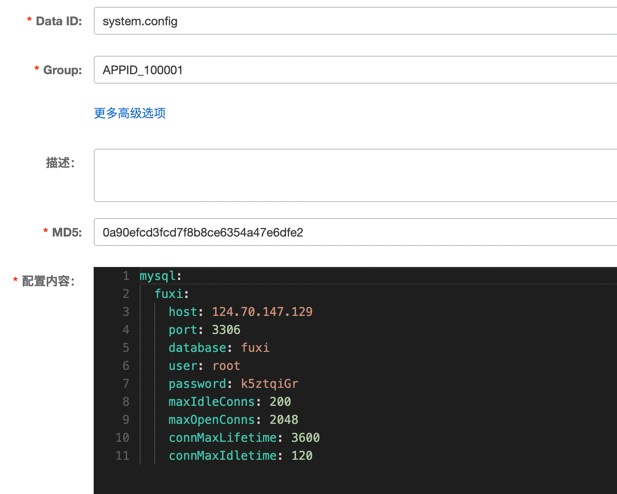 * Data ID: system.config
* Group: APPID_100001
更多高级选项
描述:
* MD5: 0a90efcd3fcd7f8b8ce6354a47e6dfe2
* 配置内容:
1 mysql:
2 fuxi:
3 host: 124.70.147.129
4 port: 3306
5 database: fuxi
6 user: root
7 password: k5ztqiGr
8 maxIdleConns: 200
9 maxOpenConns: 2048
10 connMaxLifetime: 3600
11 connMaxIdletime: 120